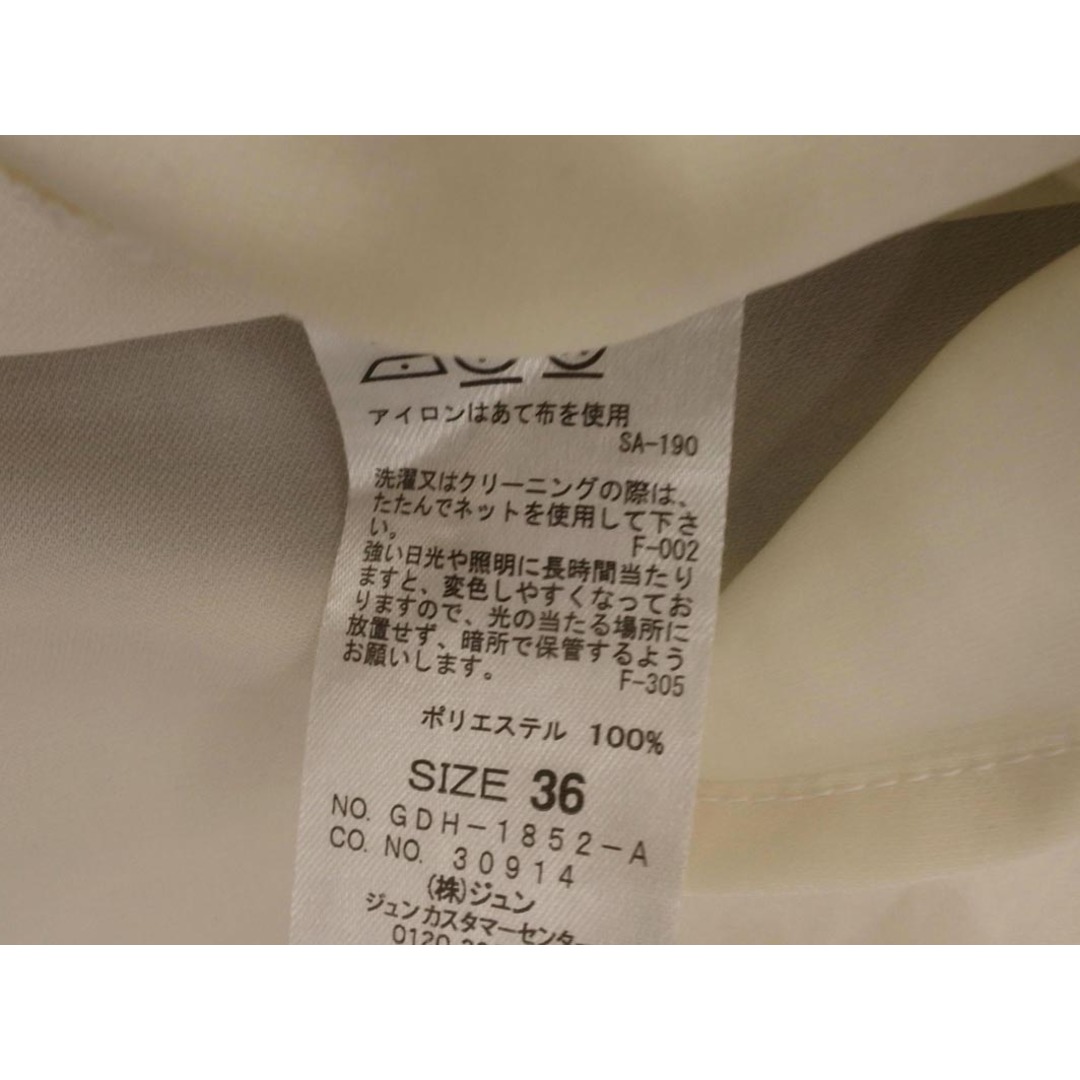 アイロンはあて布を使用
SA-190
洗濯又はクリーニングの際は、
たたんでネットを使用して下さ
い。
F-002
強い日光や照明に長時間当たり
ますと、変色しやすくなってお
りますので、光の当たる場所に
放置せず、暗所で保管するよう
お願いします。
F-305
ポリエステル 100%
SIZE 36
NO. GDH-1852-A
CO. NO. 30914
(株)ジュン
ジュンカスタマーセンター
0120